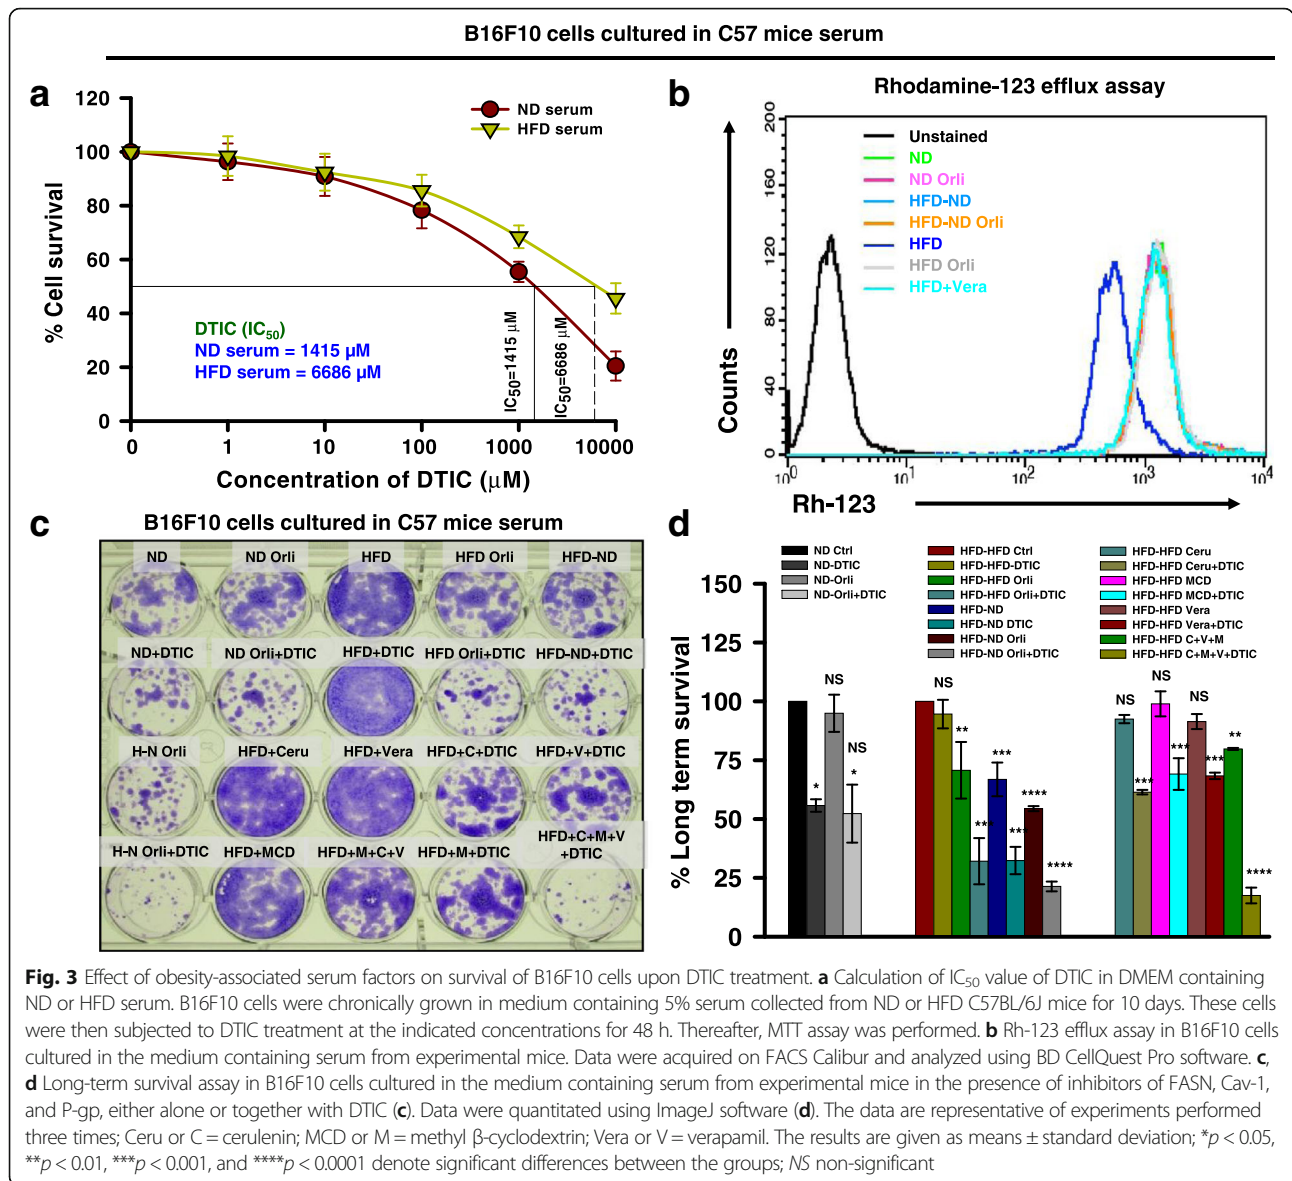 B16F10 cells cultured in C57 mice serum
a
120
100
80
60
40
20
0
% Cell survival
ND serum
HFD serum
DTIC (IC50)
ND serum = 1415 µM
HFD serum = 6686 µM
IC50=1415 µM
IC50=6686 µM
0 1 10 100 1000 10000
Concentration of DTIC (µM)
b
Rhodamine-123 efflux assay
200
160
120
80
40
0
Counts
Unstained
ND
ND Orli
HFD-ND
HFD-ND Orli
HFD
HFD Orli
HFD+Vera
10^0 10^1 10^2 10^3 10^4
Rh-123
c
B16F10 cells cultured in C57 mice serum
ND ND Orli HFD HFD Orli HFD-ND
ND+DTIC ND Orli+DTIC HFD+DTIC HFD Orli+DTIC HFD-ND+DTIC
H-N Orli HFD+Ceru HFD+Vera HFD+C+DTIC HFD+V+DTIC
H-N Orli+DTIC HFD+MCD HFD+M+C+V HFD+M+DTIC HFD+C+M+V
+DTIC
d
ND Ctrl
ND-DTIC
ND-Orli
ND-Orli+DTIC
HFD-HFD Ctrl
HFD-HFD-DTIC
HFD-HFD Orli
HFD-HFD Orli+DTIC
HFD-ND
HFD-ND DTIC
HFD-ND Orli
HFD-ND Orli+DTIC
HFD-HFD Ceru
HFD-HFD Ceru+DTIC
HFD-HFD MCD
HFD-HFD MCD+DTIC
HFD-HFD Vera
HFD-HFD Vera+DTIC
HFD-HFD C+V+M
HFD-HFD C+M+V+DTIC
150
125
100
75
50
25
0
% Long term survival
* NS * NS
** *** *** *** **** ****
NS *** NS *** NS *** ** ****
Fig. 3 Effect of obesity-associated serum factors on survival of B16F10 cells upon DTIC treatment. a Calculation of IC50 value of DTIC in DMEM containing
ND or HFD serum. B16F10 cells were chronically grown in medium containing 5% serum collected from ND or HFD C57BL/6J mice for 10 days. These cells
were then subjected to DTIC treatment at the indicated concentrations for 48 h. Thereafter, MTT assay was performed. b Rh-123 efflux assay in B16F10 cells
cultured in the medium containing serum from experimental mice. Data were acquired on FACS Calibur and analyzed using BD CellQuest Pro software. c,
d Long-term survival assay in B16F10 cells cultured in the medium containing serum from experimental mice in the presence of inhibitors of FASN, Cav-1,
and P-gp, either alone or together with DTIC (c). Data were quantitated using ImageJ software (d). The data are representative of experiments performed
three times; Ceru or C = cerulenin; MCD or M = methyl β-cyclodextrin; Vera or V = verapamil. The results are given as means ± standard deviation; *p < 0.05,
**p < 0.01, ***p < 0.001, and ****p < 0.0001 denote significant differences between the groups; NS non-significant